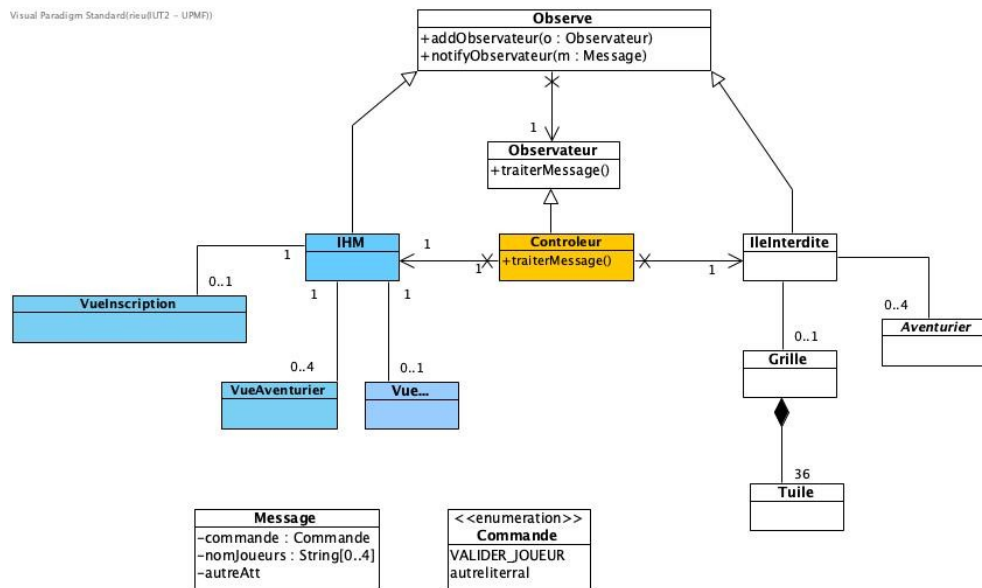 Visual Paradigm Standard(rieu(IUT2 - UPMF))
Observe
+addObservateur(o : Observateur)
+notifyObservateur(m : Message)
1
Observateur
+traiterMessage()
IHM
1
1
Controleur
+traiterMessage()
1
IleInterdite
1
0..1
1
1
VueInscription
0..4
Aventurier
0..1
Grille
0..4
VueAventurier
0..1
Vue...
36
Tuile
Message
-commande : Commande
-nomJoueurs : String[0..4]
-autreAtt
<<enumeration>>
Commande
VALIDER_JOUEUR
autreliterral